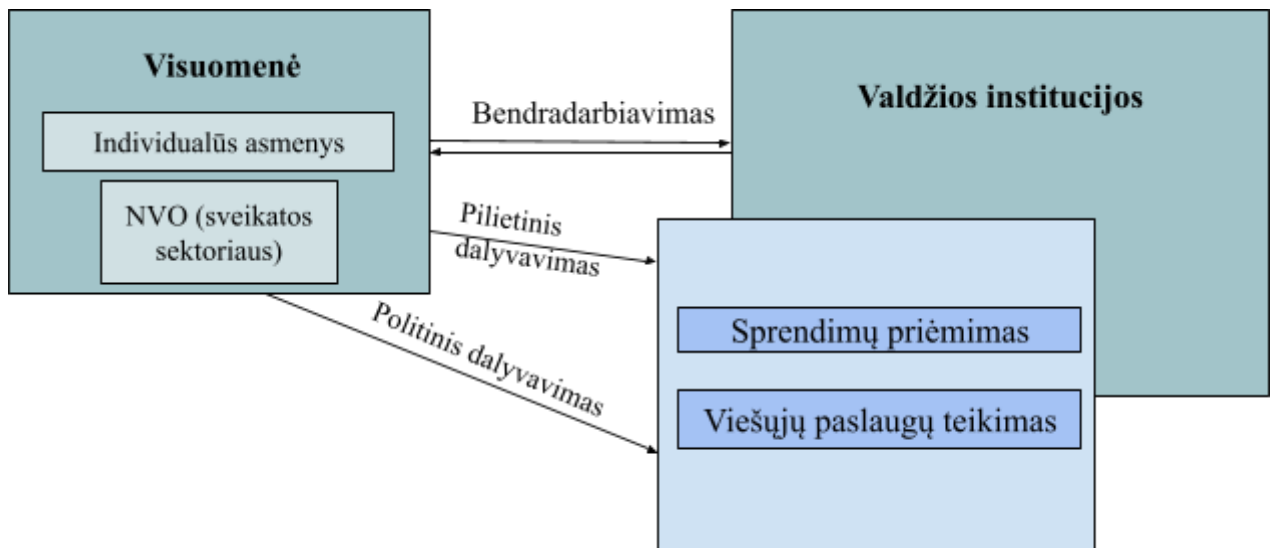 Visuomenė
Individualūs asmenys
NVO (sveikatos
sektoriaus)
Bendradarbiavimas
Pilietinis
dalyvavimas
Politinis dalyvavimas
Valdžios institucijos
Sprendimų priėmimas
Viešųjų paslaugų teikimas